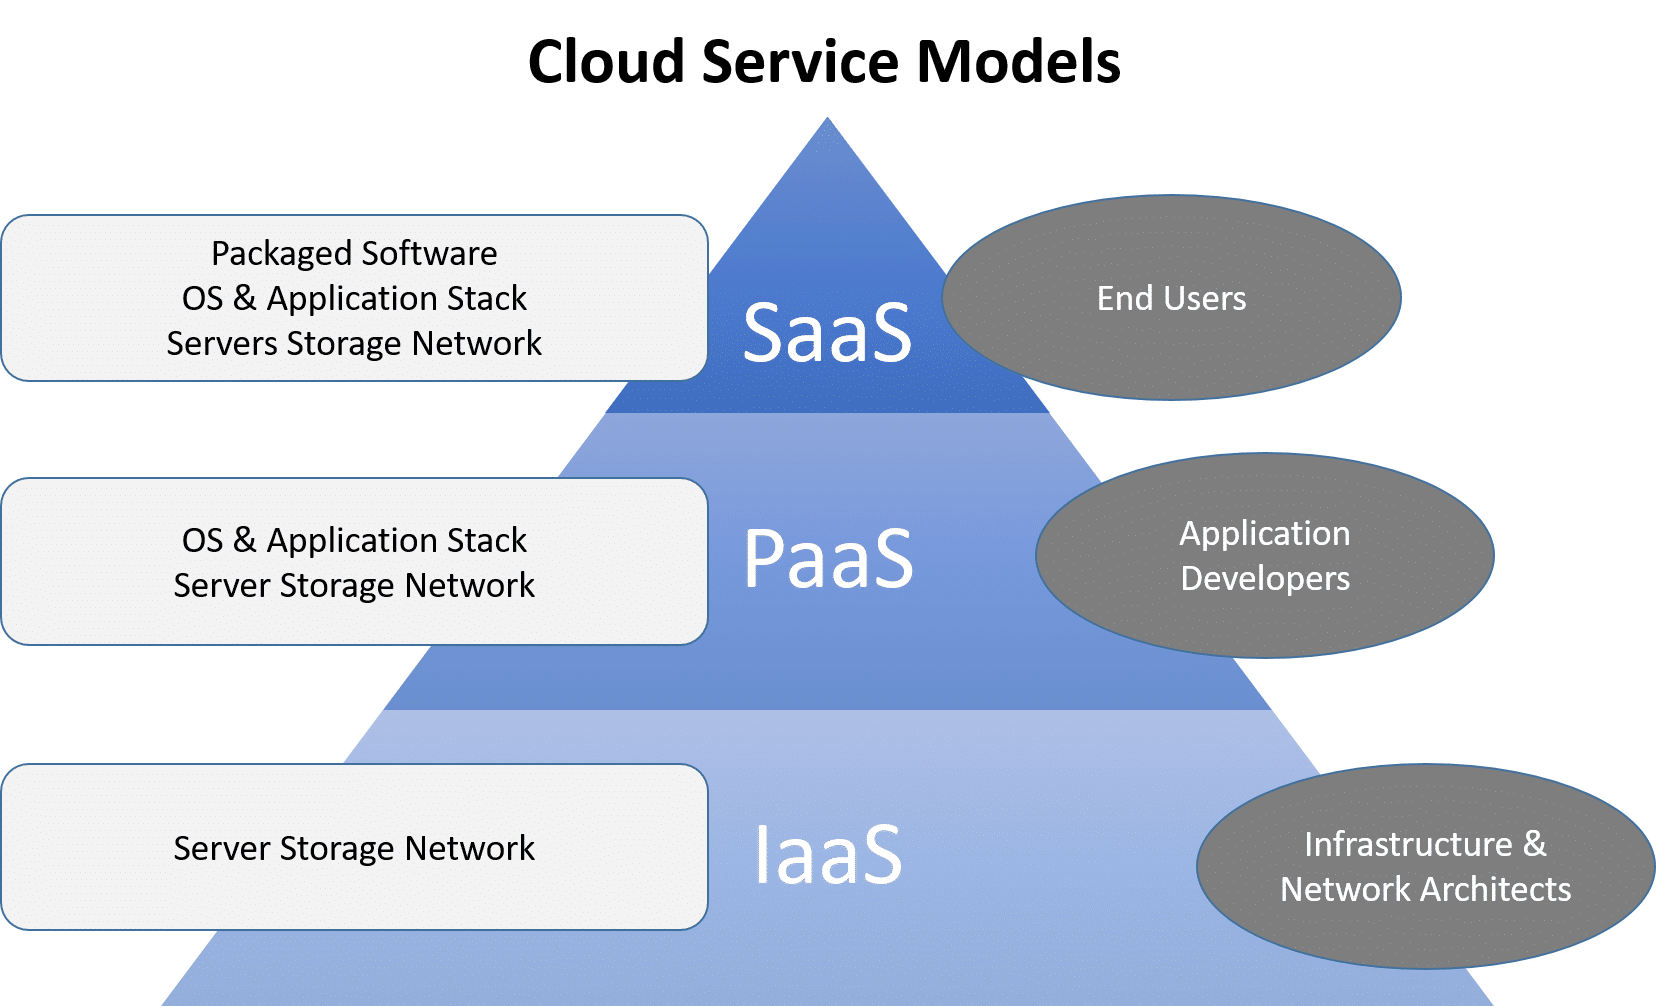 Cloud Service Models
Packaged Software
OS & Application Stack
Servers Storage Network
SaaS
End Users
OS & Application Stack
Server Storage Network
PaaS
Application
Developers
Server Storage Network
IaaS
Infrastructure &
Network Architects